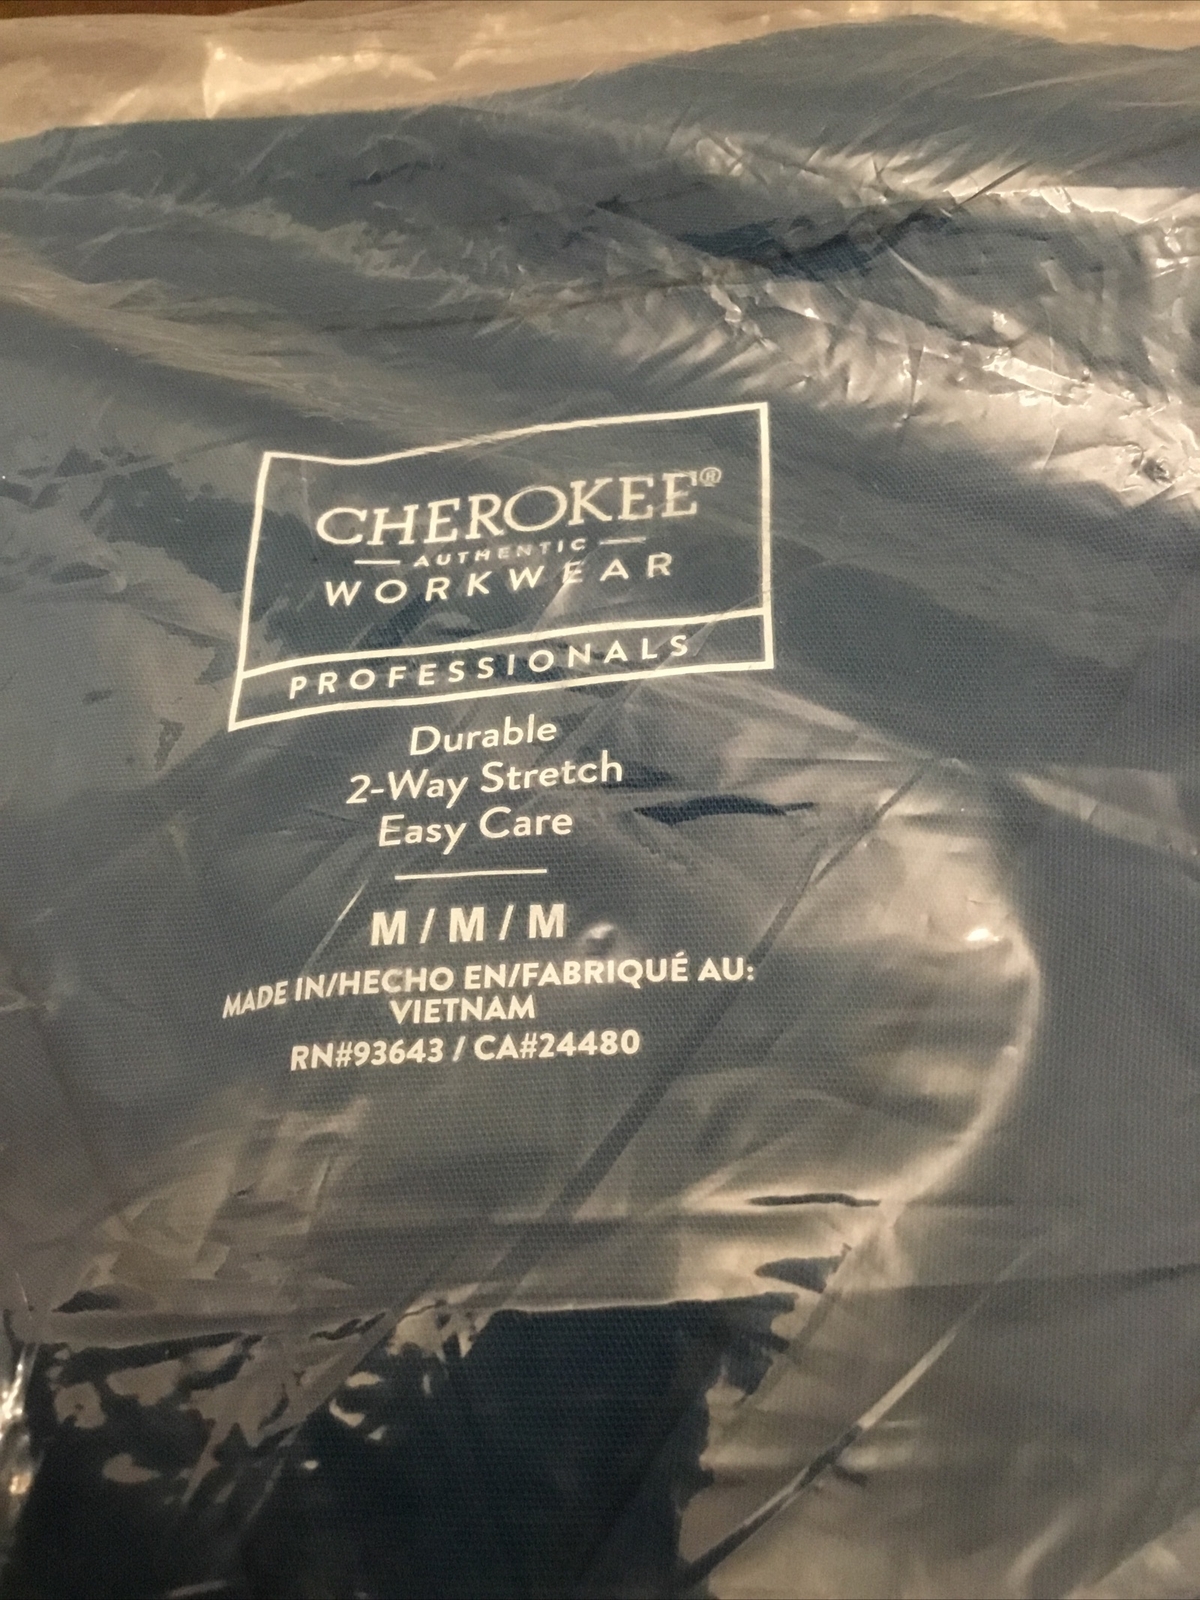 CHEROKEE®
AUTHENTIC
WORKWEAR
PROFESSIONALS
Durable
2-Way Stretch
Easy Care
M / M / M
MADE IN/HECHO EN/FABRIQUÉ AU:
VIETNAM
RN#93643 / CA#24480